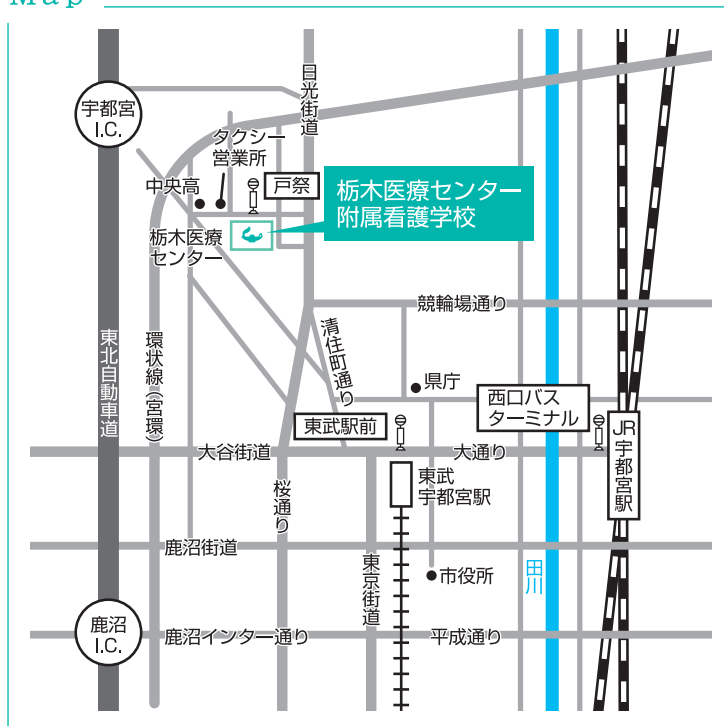 Map
日光街道
宇都宮
I.C.
タクシー
営業所
中央高
戸祭
栃木医療センター
附属看護学校
栃木医療
センター
競輪場通り
清住町通り
東北自動車道
環状線(宮環)
県庁
西口バス
ターミナル
東武駅前
JR宇都宮駅
大谷街道
大通り
東武
宇都宮駅
桜通り
鹿沼街道
東京街道
市役所
田川
鹿沼
I.C.
鹿沼インター通り
平成通り